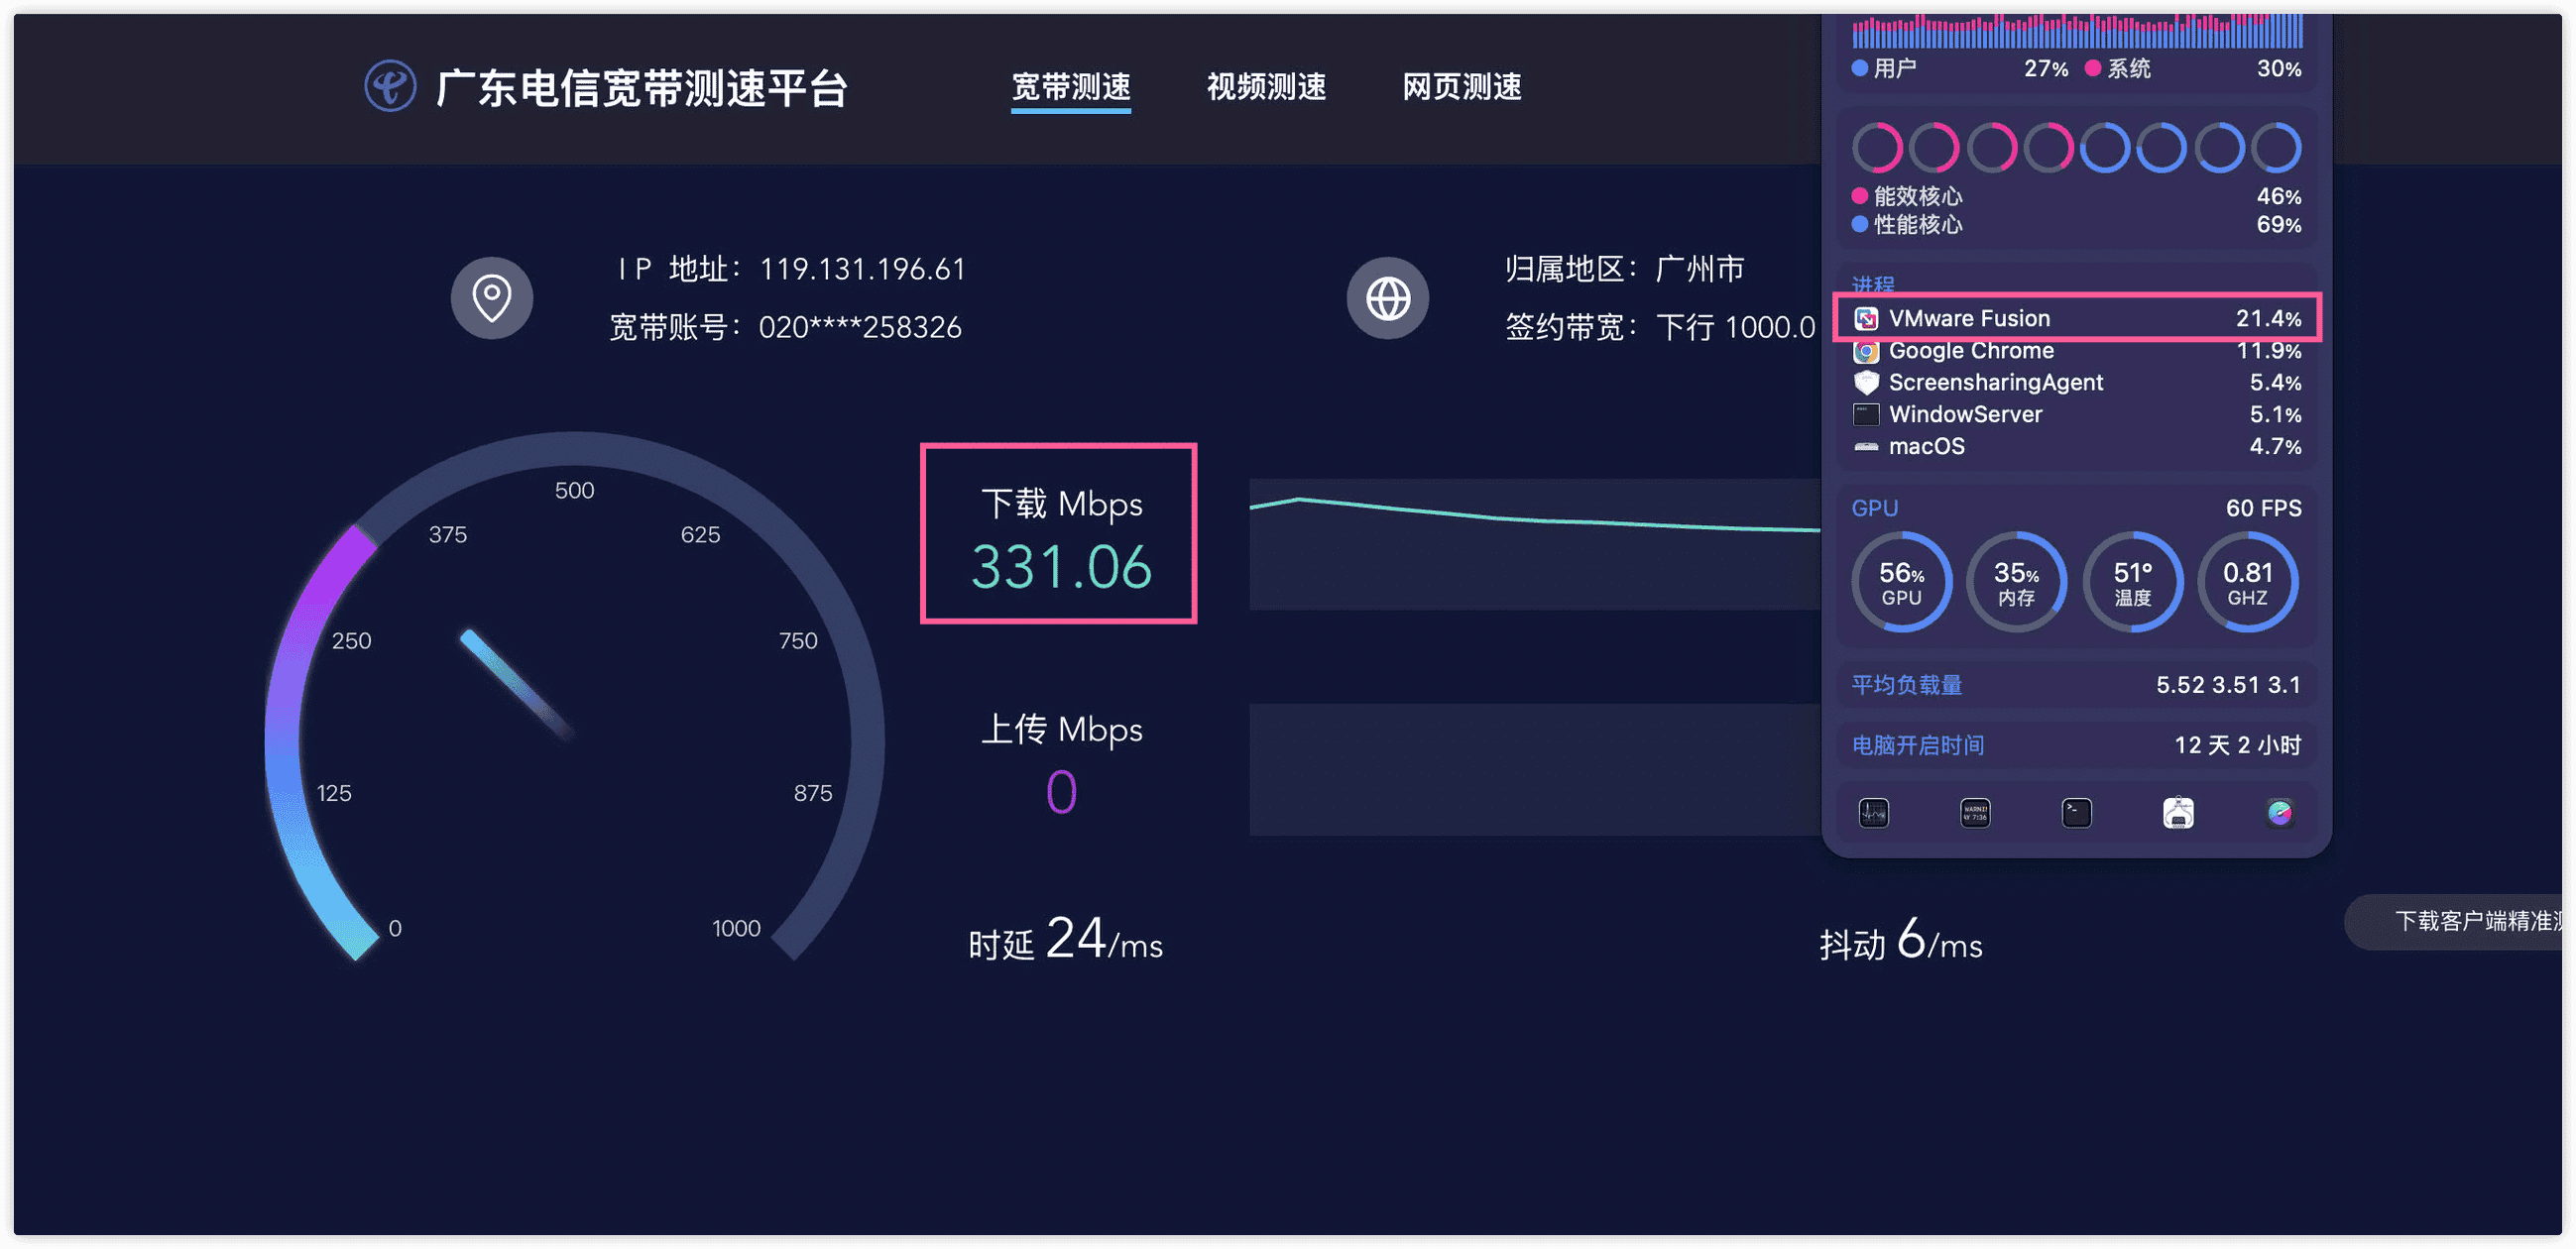 广东电信宽带测速平台
宽带测速 视频测速 网页测速
IP 地址：119.131.196.61
宽带账号：020****258326
归属地区：广州市
签约带宽：下行 1000.0
0
125
250
375
500
625
750
875
1000
下载 Mbps
331.06
上传 Mbps
0
时延 24/ms
抖动 6/ms
用户 27% 系统 30%
能效核心 46%
性能核心 69%
进程
VMware Fusion 21.4%
Google Chrome 11.9%
ScreensharingAgent 5.4%
WindowServer 5.1%
macOS 4.7%
GPU 60 FPS
56% GPU
35% 内存
51° 温度
0.81 GHZ
平均负载量 5.52 3.51 3.1
电脑开启时间 12 天 2 小时
下载客户端精准测